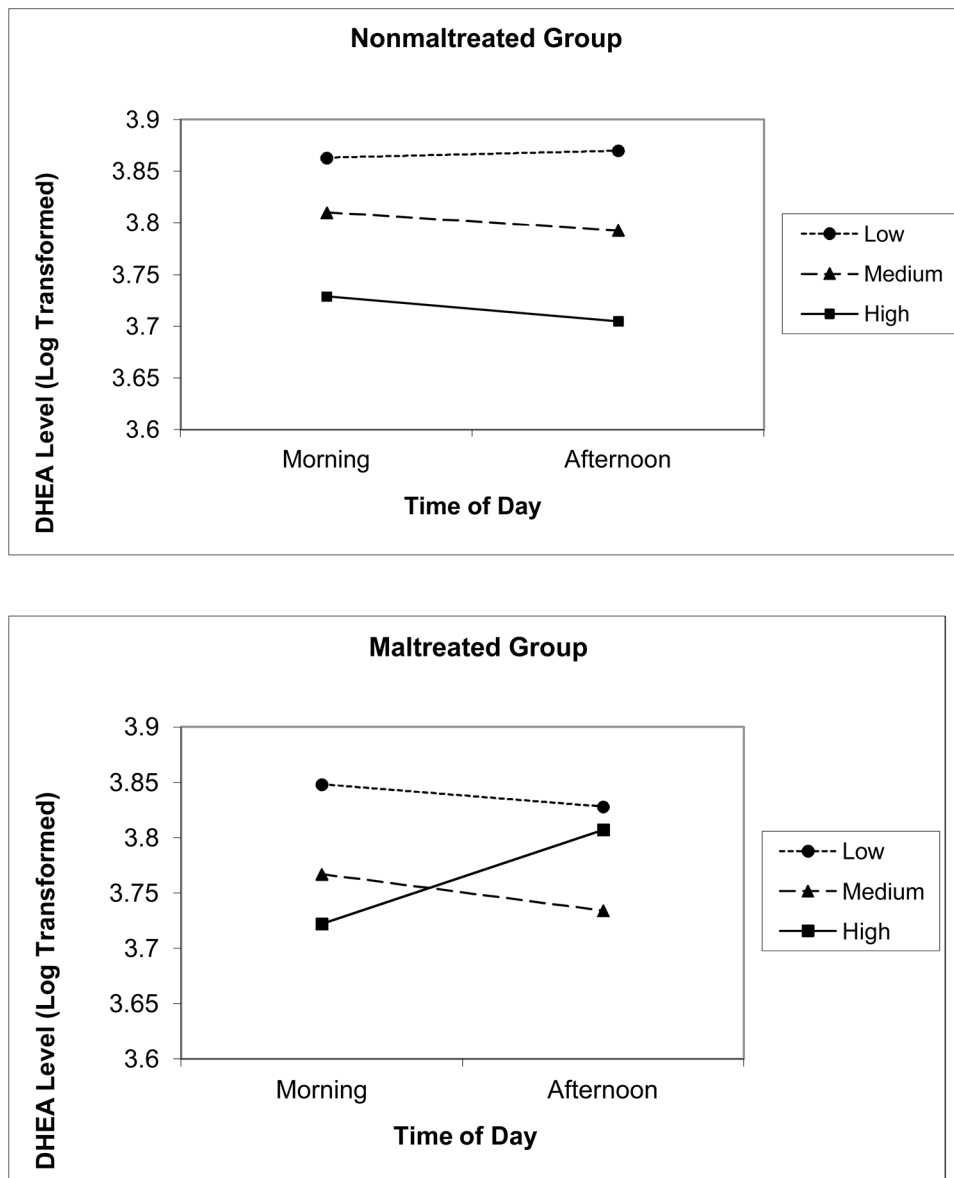 Nonmaltreated Group
DHEA Level (Log Transformed)
3.9
3.85
3.8
3.75
3.7
3.65
3.6
Morning Afternoon
Time of Day
Low
Medium
High
Maltreated Group
DHEA Level (Log Transformed)
3.9
3.85
3.8
3.75
3.7
3.65
3.6
Morning Afternoon
Time of Day
Low
Medium
High